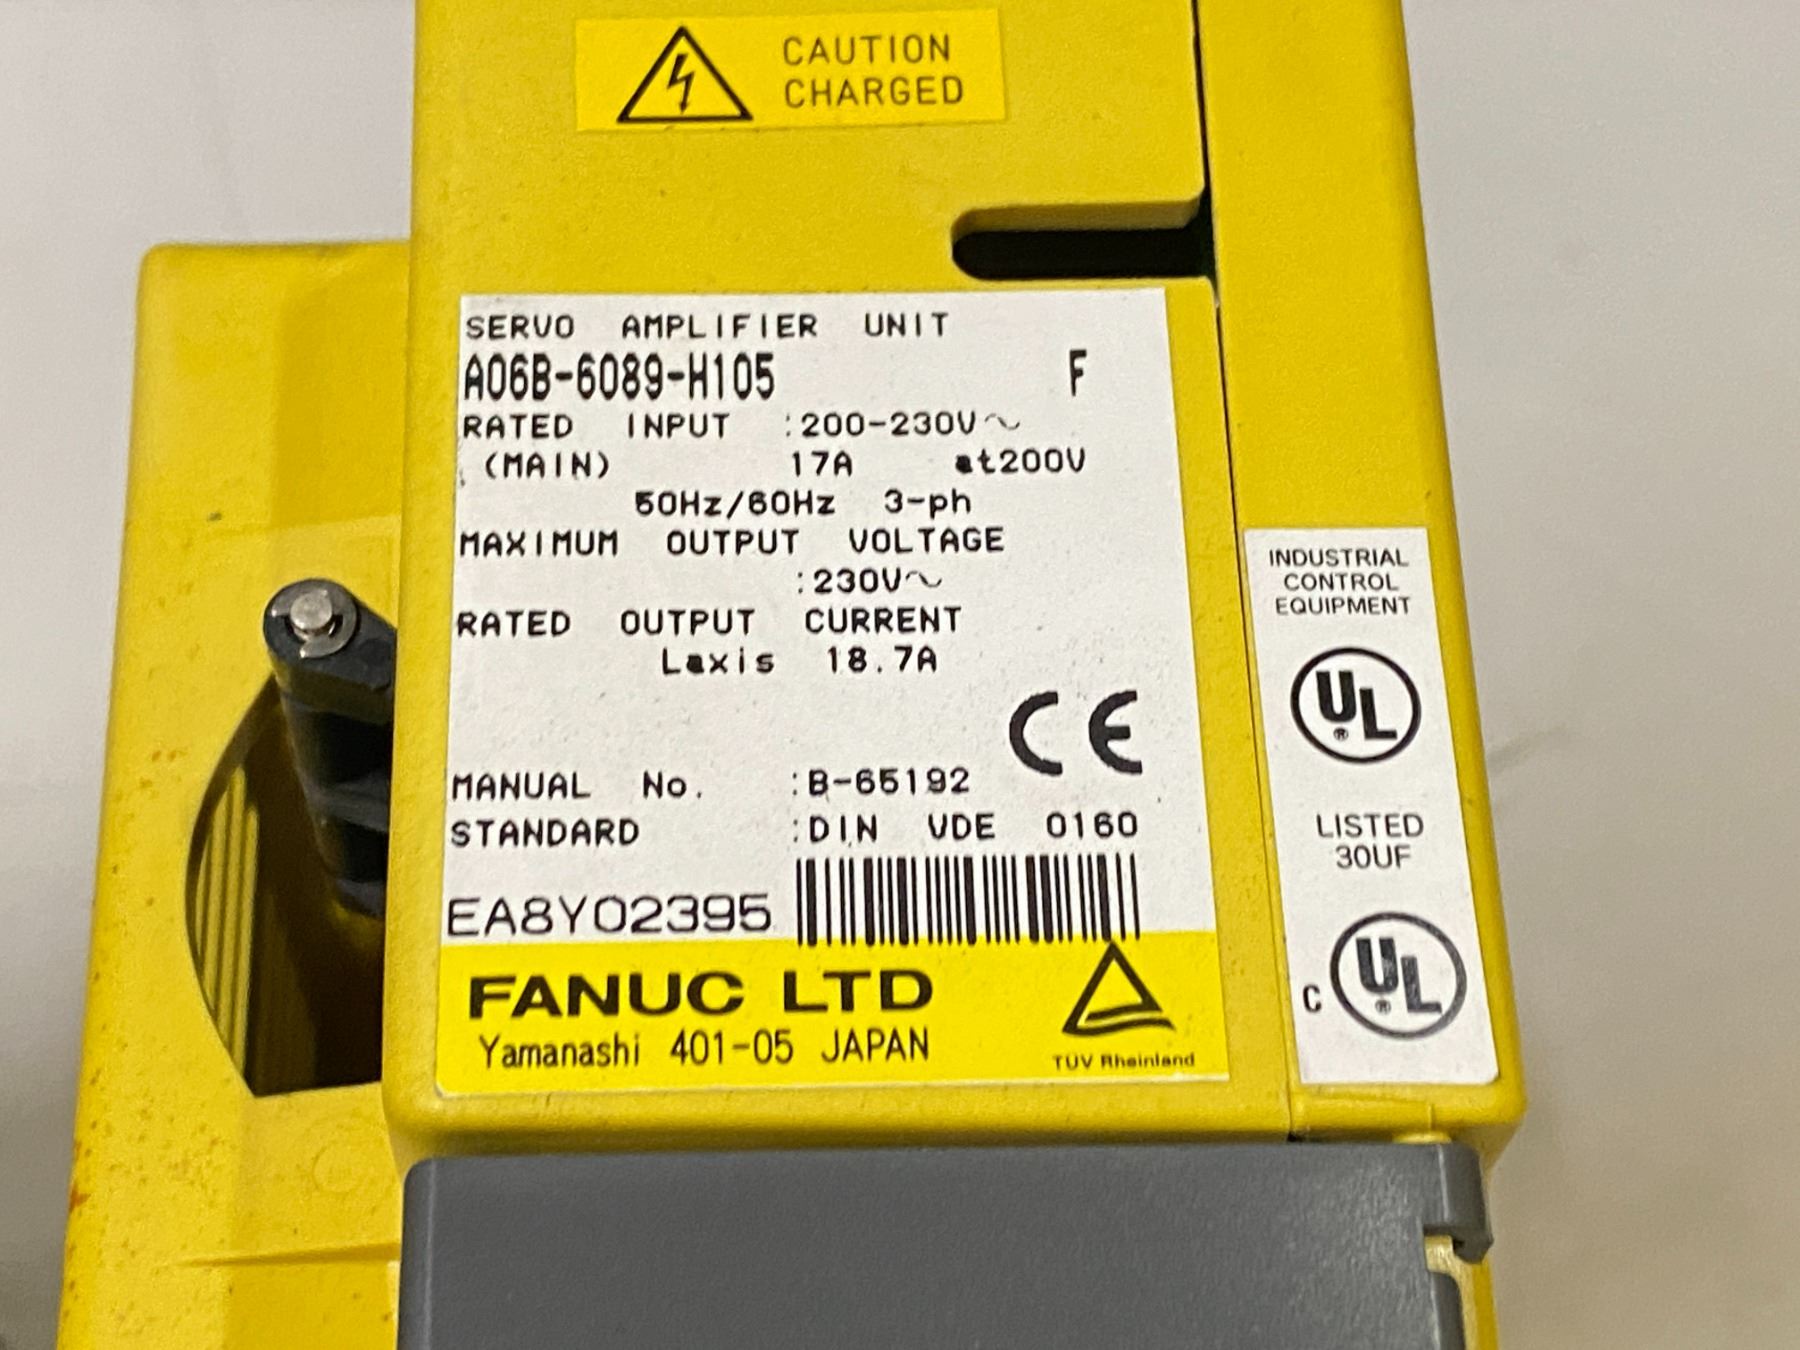 CAUTION
CHARGED
SERVO AMPLIFIER UNIT
A06B-6089-H105 F
RATED INPUT :200-230V~
(MAIN) 17A at200V
50Hz/60Hz 3-ph
MAXIMUM OUTPUT VOLTAGE
:230V~
RATED OUTPUT CURRENT
Laxis 18.7A
CE
MANUAL No. :B-65192
STANDARD :DIN VDE 0160
EA8Y02395
FANUC LTD
Yamanashi 401-05 JAPAN
TÜV Rheinland
INDUSTRIAL
CONTROL
EQUIPMENT
UL®
LISTED
30UF
C UL®